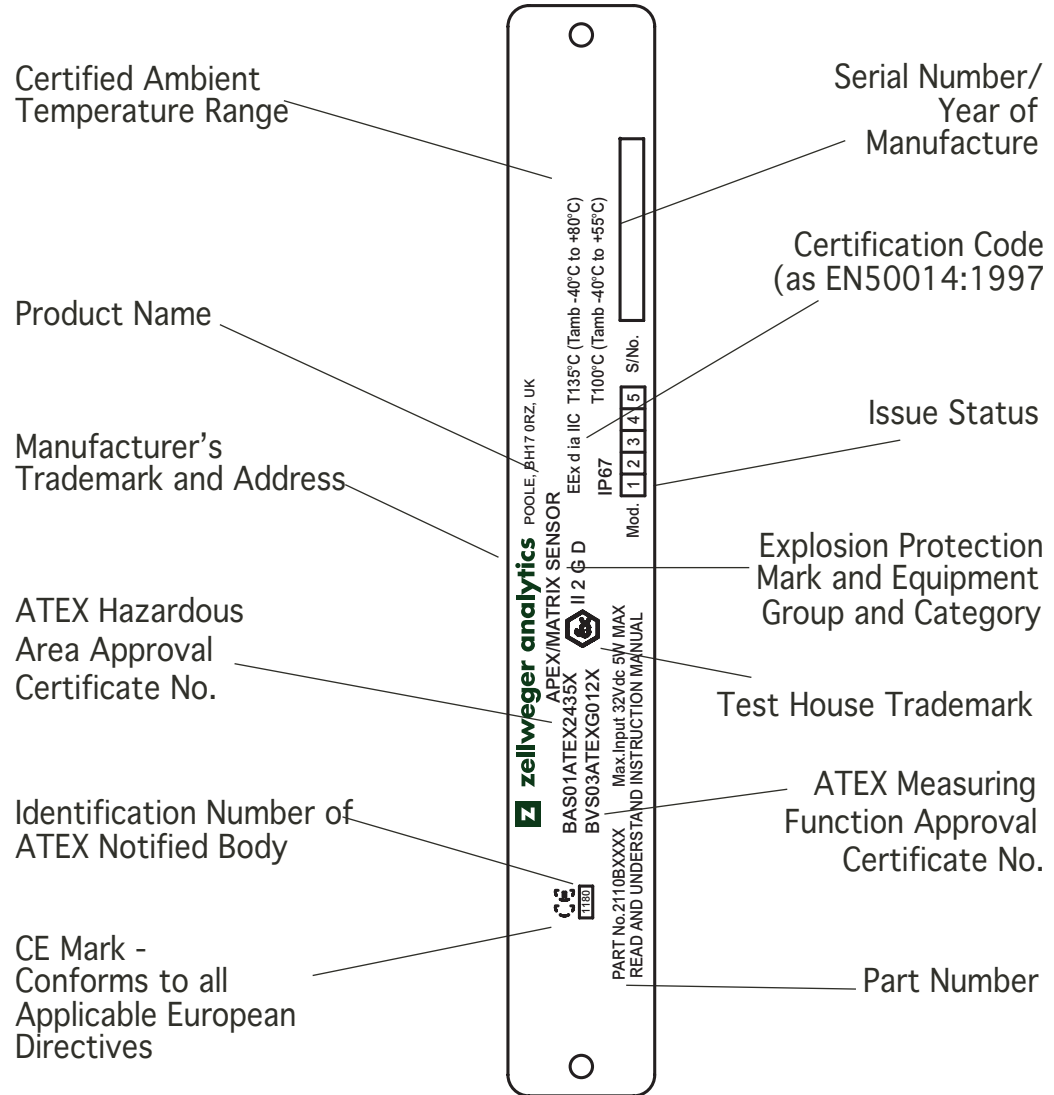 Certified Ambient
Temperature Range
Product Name
Manufacturer's
Trademark and Address
ATEX Hazardous
Area Approval
Certificate No.
Identification Number of
ATEX Notified Body
CE Mark -
Conforms to all
Applicable European
Directives
z zellweger analytics POOLE, BH17 0RZ, UK
APEX/MATRIX SENSOR
BAS01ATEX2435X
BVS03ATEXG012X
Ex II 2 G D
EEx d ia IIC T135°C (Tamb -40°C to +80°C)
T100°C (Tamb -40°C to +55°C)
IP67
CE
1180
Mod. 1 2 3 4 5 S/No.
PART No.2110BXXXX Max.Input 32Vdc 5W MAX
READ AND UNDERSTAND INSTRUCTION MANUAL
Serial Number/
Year of
Manufacture
Certification Code
(as EN50014:1997
Issue Status
Explosion Protection
Mark and Equipment
Group and Category
Test House Trademark
ATEX Measuring
Function Approval
Certificate No.
Part Number